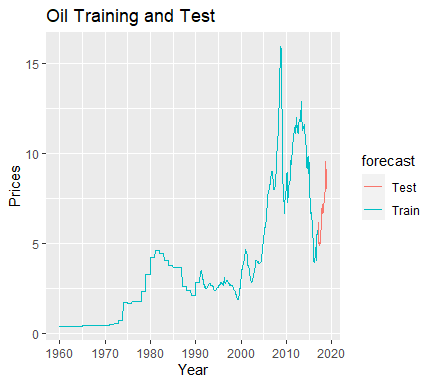 Oil Training and Test
15
10
5
0
Prices
1960 1970 1980 1990 2000 2010 2020
Year
forecast
Test
Train